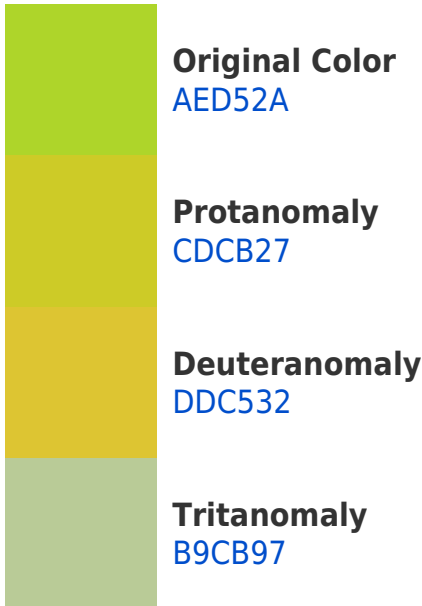 Original Color
AED52A
Protanomaly
CDCB27
Deuteranomaly
DDC532
Tritanomaly
B9CB97